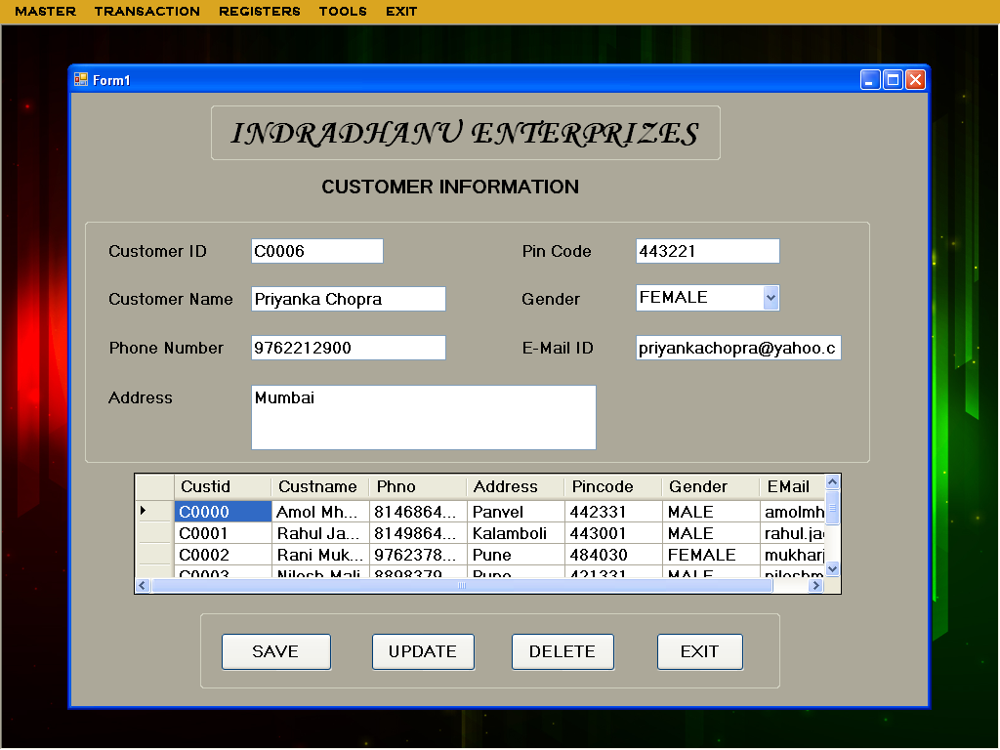 MASTER TRANSACTION REGISTERS TOOLS EXIT
Form1
INDRADHANU ENTERPRIZES
CUSTOMER INFORMATION
Customer ID C0006 Pin Code 443221
Customer Name Priyanka Chopra Gender FEMALE
Phone Number 9762212900 E-Mail ID priyankachopra@yahoo.c
Address Mumbai
Custid Custname Phno Address Pincode Gender EMail
C0000 Amol Mh... 8146864... Panvel 442331 MALE amolmh
C0001 Rahul Ja... 8149864... Kalamboli 443001 MALE rahul.ja
C0002 Rani Muk... 9762378... Pune 484030 FEMALE mukharj
C0003 Nilesh Mali 8898379... Pune 421331 MALE nileshm
SAVE UPDATE DELETE EXIT